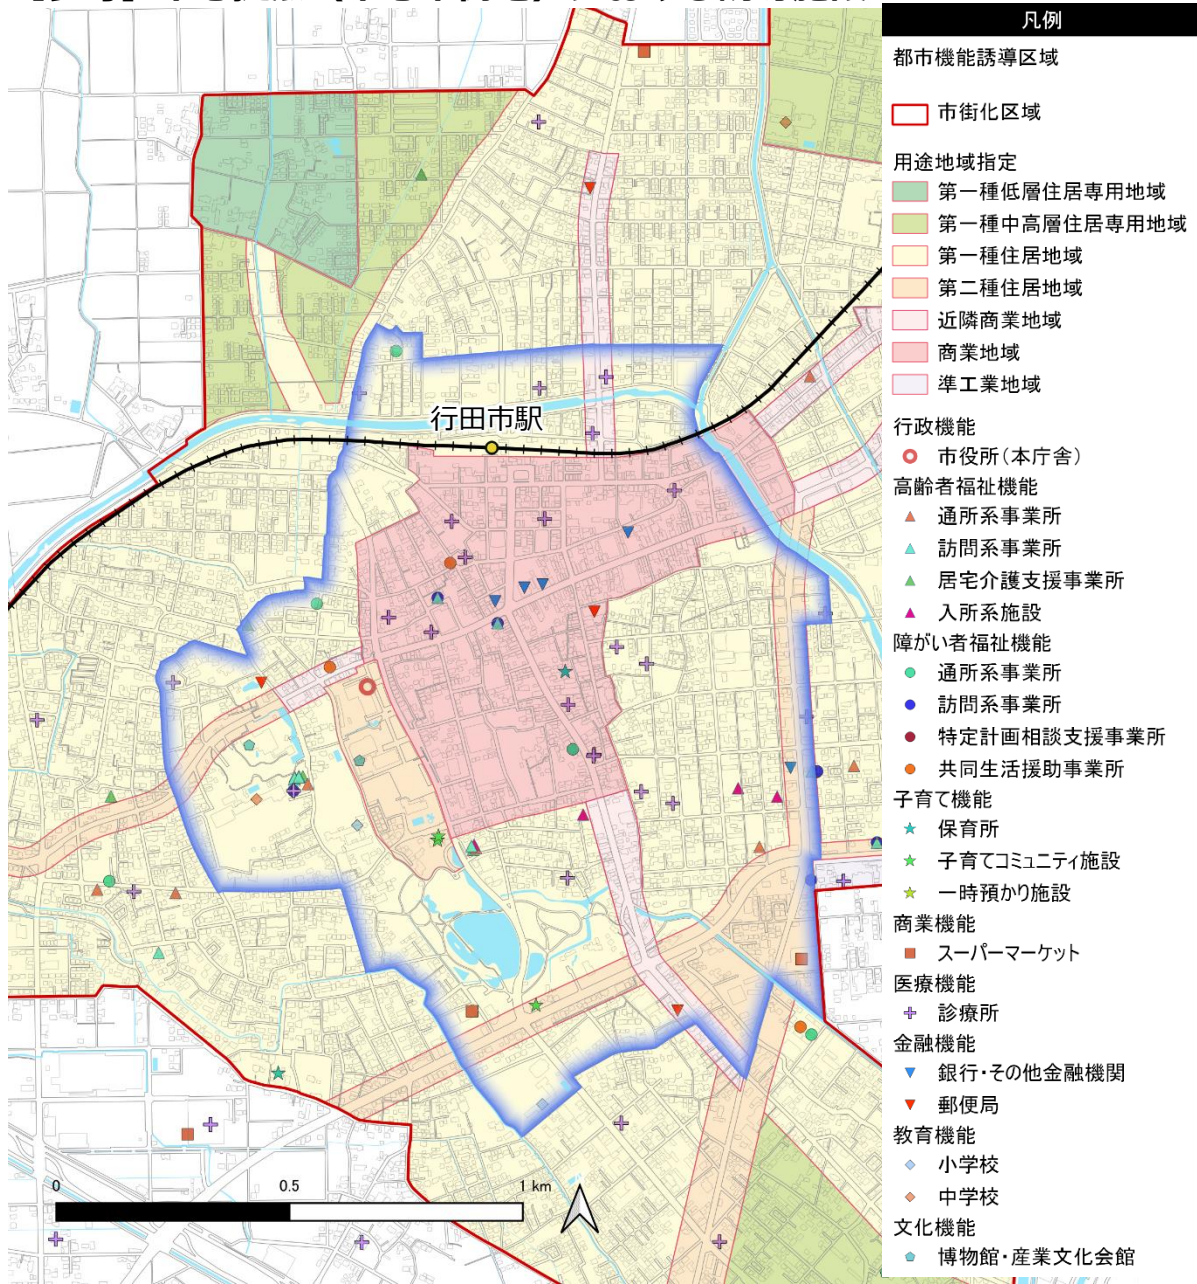 行田市駅
0 0.5 1 km
凡例
都市機能誘導区域
市街化区域
用途地域指定
第一種低層住居専用地域
第一種中高層住居専用地域
第一種住居地域
第二種住居地域
近隣商業地域
商業地域
準工業地域
行政機能
市役所(本庁舎)
高齢者福祉機能
通所系事業所
訪問系事業所
居宅介護支援事業所
入所系施設
障がい者福祉機能
通所系事業所
訪問系事業所
特定計画相談支援事業所
共同生活援助事業所
子育て機能
保育所
子育てコミュニティ施設
一時預かり施設
商業機能
スーパーマーケット
医療機能
診療所
金融機能
銀行・その他金融機関
郵便局
教育機能
小学校
中学校
文化機能
博物館・産業文化会館